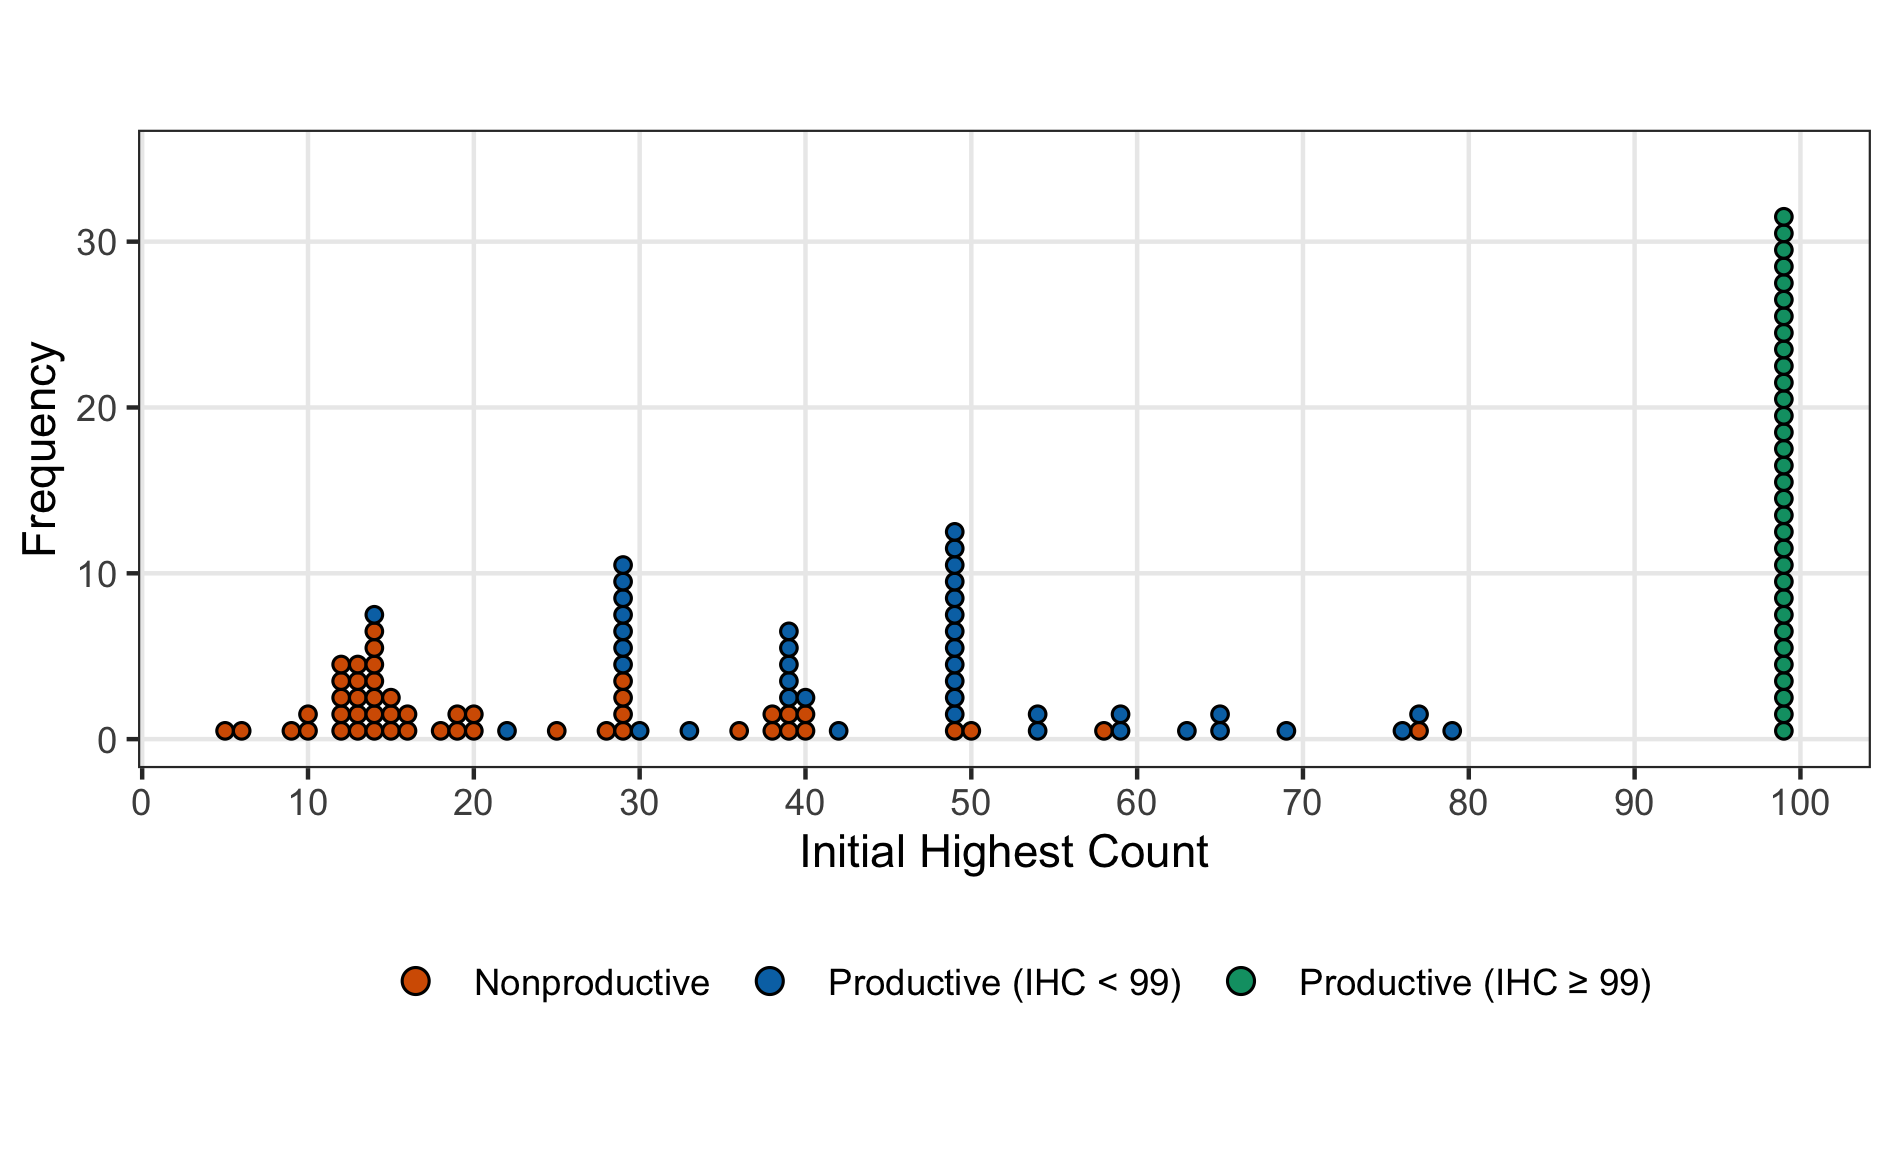 Frequency
30
20
10
0
0 10 20 30 40 50 60 70 80 90 100
Initial Highest Count
Nonproductive Productive (IHC < 99) Productive (IHC ≥ 99)